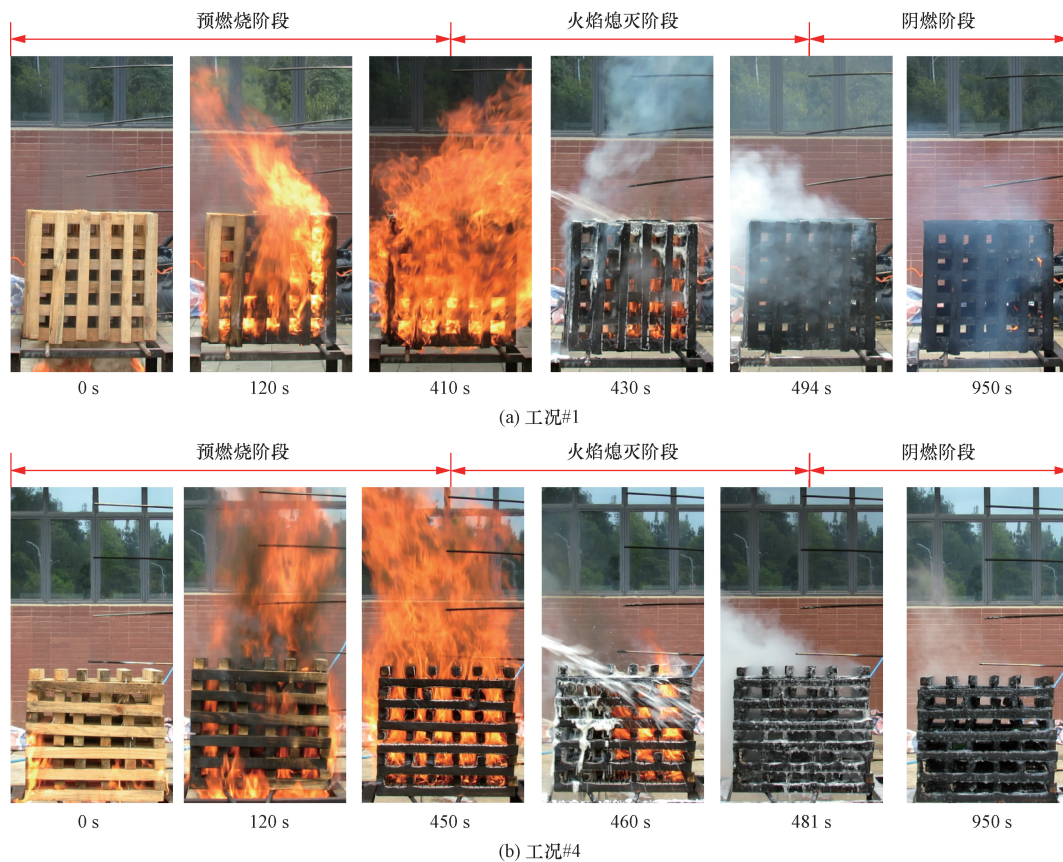 预燃烧阶段 火焰熄灭阶段 阴燃阶段
0 s 120 s 410 s 430 s 494 s 950 s
(a) 工况#1
预燃烧阶段 火焰熄灭阶段 阴燃阶段
0 s 120 s 450 s 460 s 481 s 950 s
(b) 工况#4